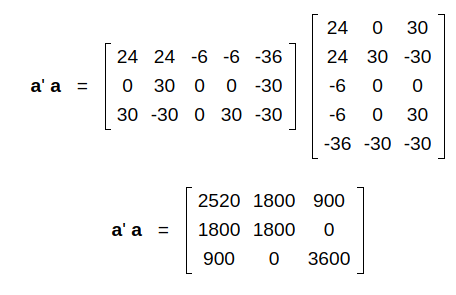 a' a = [ 24 24 -6 -6 -36 ] [ 24 0 30 ]
0 30 0 0 -30 24 30 -30
30 -30 0 30 -30 -6 0 0
-6 0 30
-36 -30 -30
a' a = [ 2520 1800 900 ]
1800 1800 0
900 0 3600